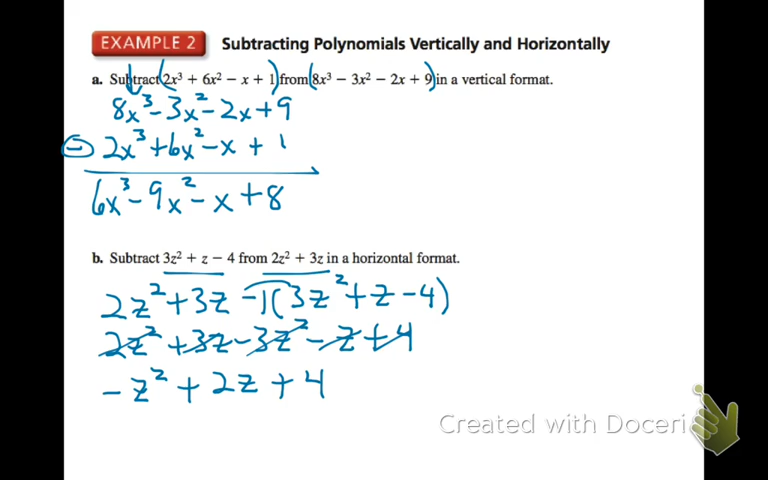 EXAMPLE 2 Subtracting Polynomials Vertically and Horizontally
a. Subtract (2x³ + 6x² − x + 1) from (8x³ − 3x² − 2x + 9) in a vertical format.
8x³ − 3x² − 2x + 9
− 2x³ + 6x² − x + 1
6x³ − 9x² − x + 8
b. Subtract 3z² + z − 4 from 2z² + 3z in a horizontal format.
2z² + 3z − 1(3z² + z − 4)
2z² + 3z − 3z² − z + 4
− z² + 2z + 4
Created with Doceri